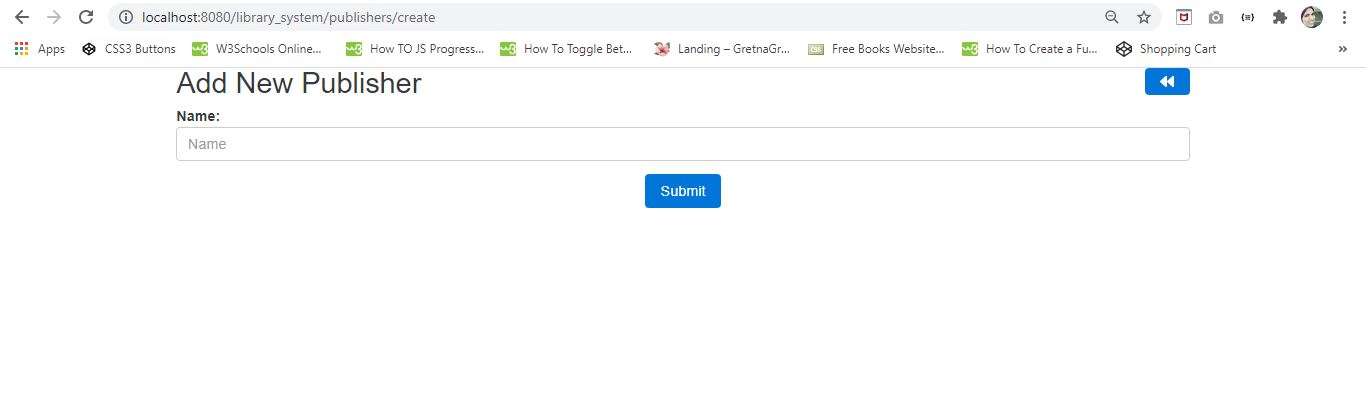 localhost:8080/library_system/publishers/create
Apps CSS3 Buttons W3Schools Online... How TO JS Progress... How To Toggle Bet... Landing – GretnaGr... Free Books Website... How To Create a Fu... Shopping Cart »
Add New Publisher
Name:
Name
Submit